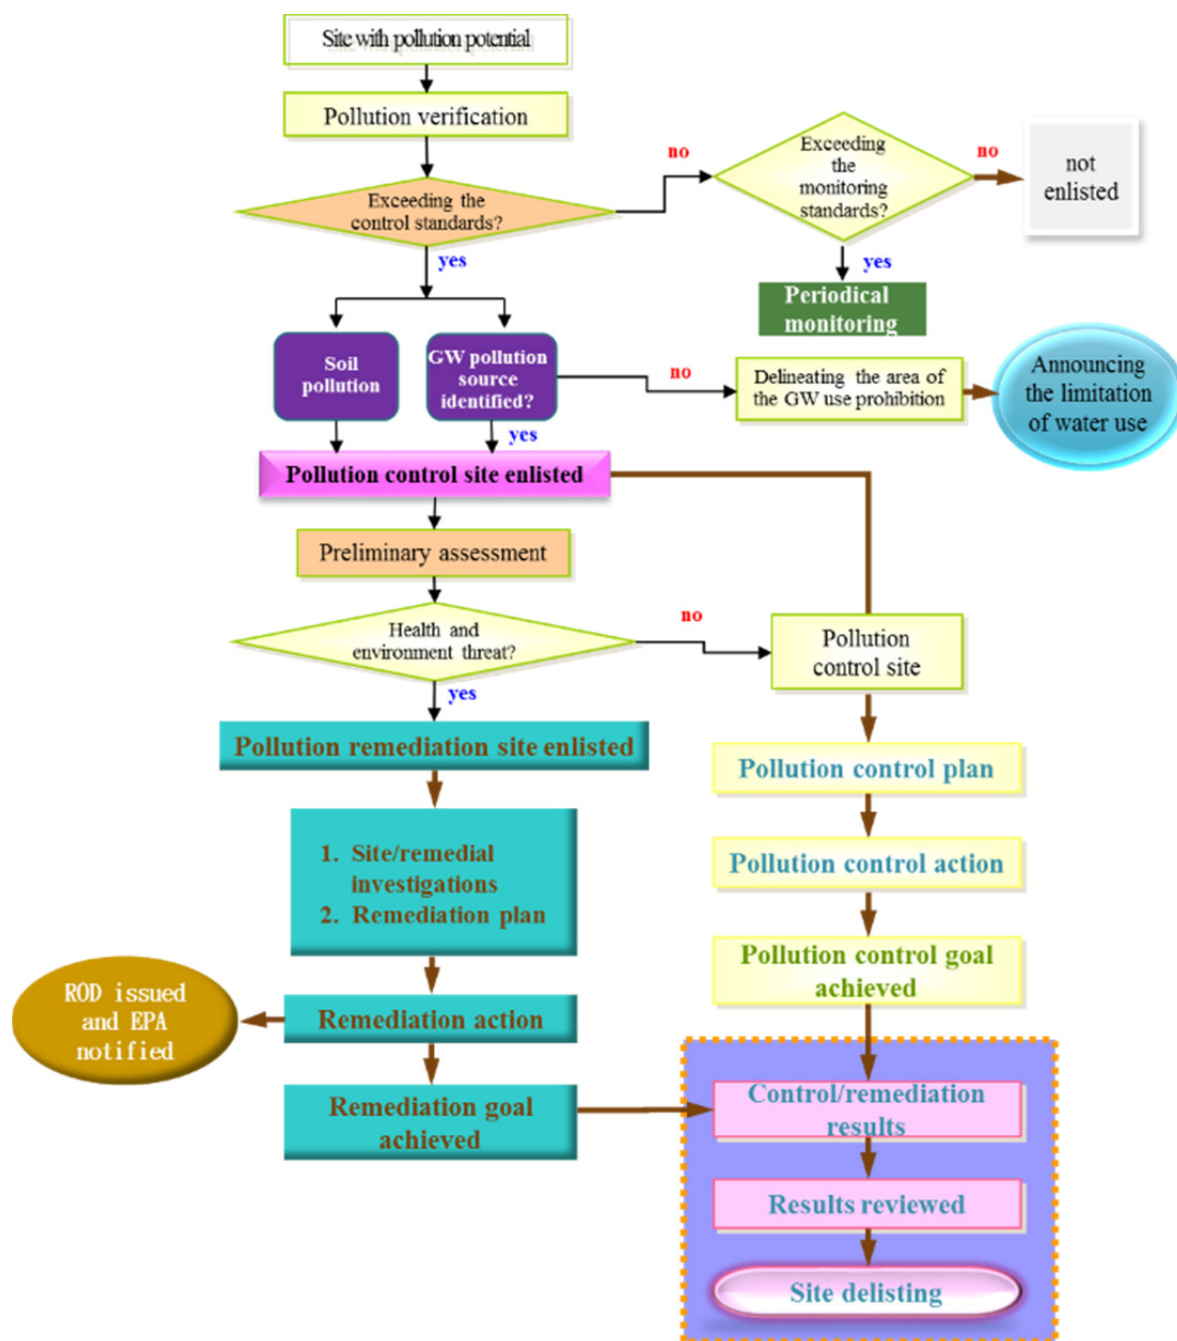 Site with pollution potential
Pollution verification
Exceeding the
control standards?
no
Exceeding
the
monitoring
standards?
no
not
enlisted
yes
yes
Periodical
monitoring
Soil
pollution
GW pollution
source
identified?
no
Delineating the area of
the GW use prohibition
Announcing
the limitation
of water use
yes
Pollution control site enlisted
Preliminary assessment
Health and
environment threat?
no
Pollution
control site
yes
Pollution remediation site enlisted
Pollution control plan
1. Site/remedial
investigations
2. Remediation plan
Pollution control action
Pollution control goal
achieved
ROD issued
and EPA
notified
Remediation action
Remediation goal
achieved
Control/remediation
results
Results reviewed
Site delisting